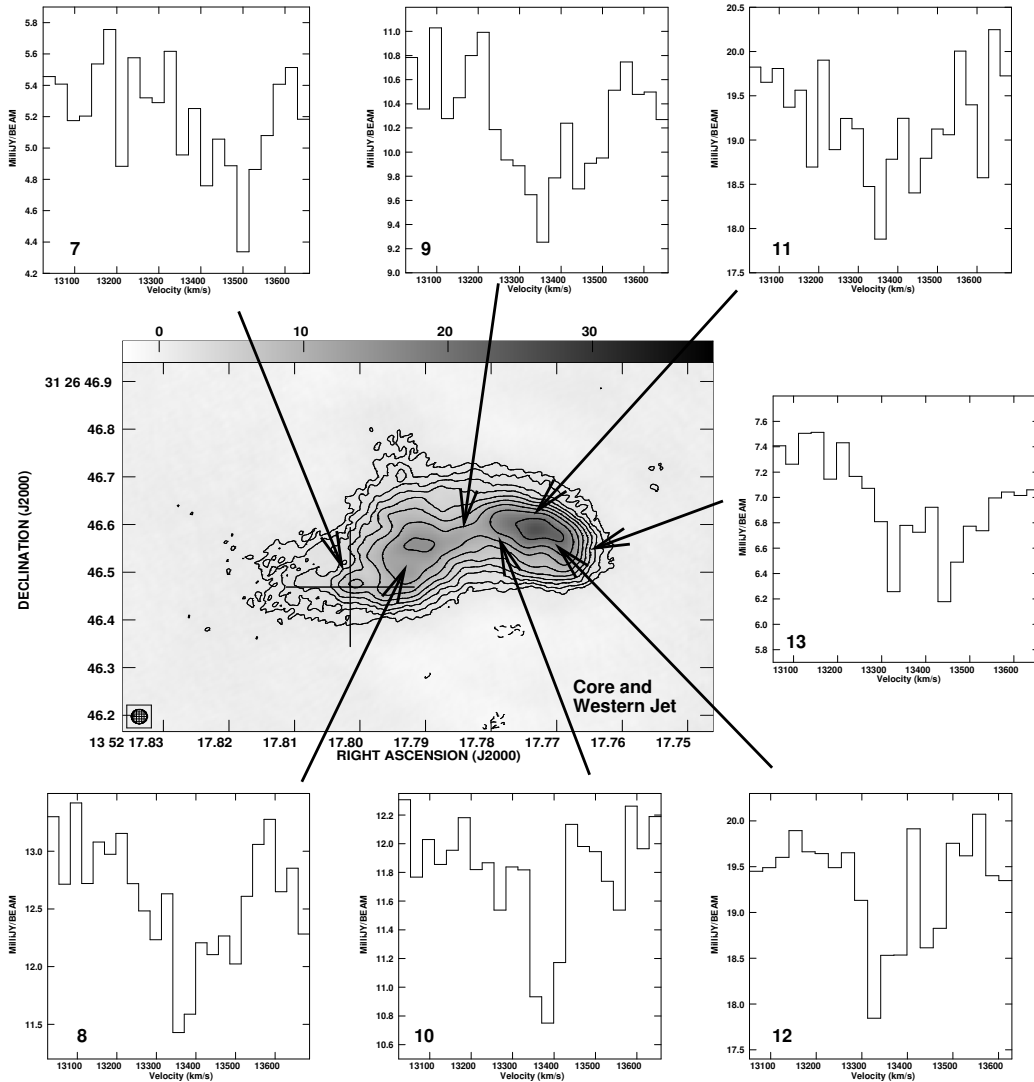 5.8
5.6
5.4
5.2
5.0
4.8
4.6
4.4
4.2
MilliJY/BEAM
7
13100 13200 13300 13400 13500 13600
Velocity (km/s)
11.0
10.8
10.6
10.4
10.2
10.0
9.8
9.6
9.4
9.2
9.0
MilliJY/BEAM
9
13100 13200 13300 13400 13500 13600
Velocity (km/s)
20.5
20.0
19.5
19.0
18.5
18.0
17.5
MilliJY/BEAM
11
13100 13200 13300 13400 13500 13600
Velocity (km/s)
0 10 20 30
DECLINATION (J2000)
31 26 46.9
46.8
46.7
46.6
46.5
46.4
46.3
46.2
Core and
Western Jet
13 52 17.83 17.82 17.81 17.80 17.79 17.78 17.77 17.76 17.75
RIGHT ASCENSION (J2000)
7.6
7.4
7.2
7.0
6.8
6.6
6.4
6.2
6.0
5.8
MilliJY/BEAM
13
13100 13200 13300 13400 13500 13600
Velocity (km/s)
13.0
12.5
12.0
11.5
MilliJY/BEAM
8
13100 13200 13300 13400 13500 13600
Velocity (km/s)
12.2
12.0
11.8
11.6
11.4
11.2
11.0
10.8
10.6
MilliJY/BEAM
10
13100 13200 13300 13400 13500 13600
Velocity (km/s)
20.0
19.5
19.0
18.5
18.0
17.5
MilliJY/BEAM
12
13100 13200 13300 13400 13500 13600
Velocity (km/s)